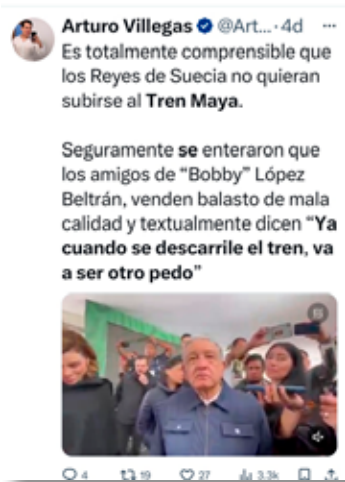 Arturo Villegas @Art... · 4d ...
Es totalmente comprensible que
los Reyes de Suecia no quieran
subirse al Tren Maya.
Seguramente se enteraron que
los amigos de “Bobby” López
Beltrán, venden balasto de mala
calidad y textualmente dicen “Ya
cuando se descarrile el tren, va
a ser otro pedo”
4 19 27 3.3k